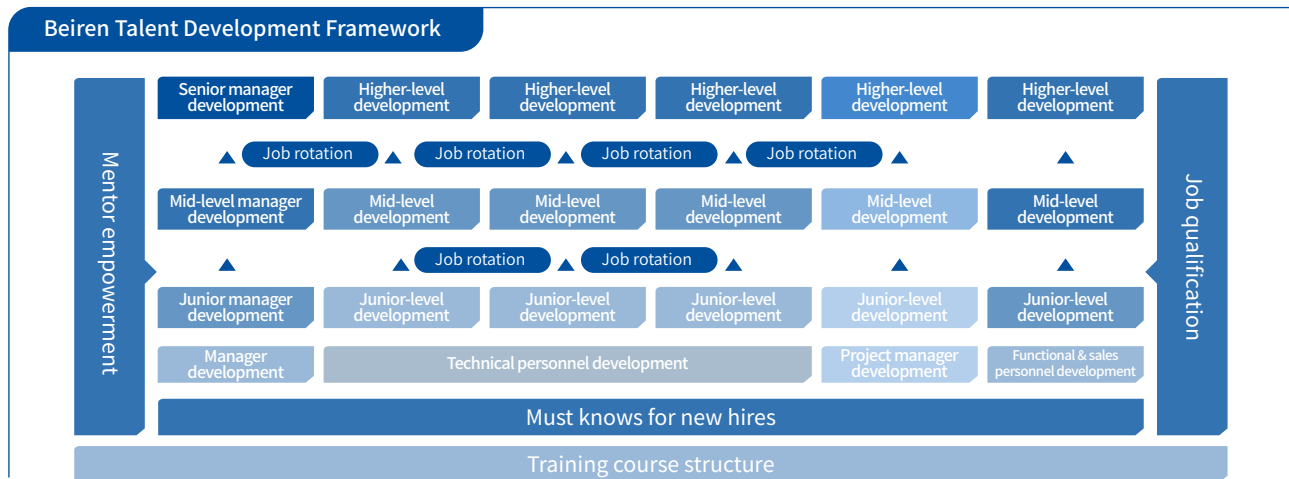 Beiren Talent Development Framework
Mentor empowerment
Senior manager
development
Higher-level
development
Higher-level
development
Higher-level
development
Higher-level
development
Higher-level
development
Job rotation
Job rotation
Job rotation
Job rotation
Mid-level manager
development
Mid-level
development
Mid-level
development
Mid-level
development
Mid-level
development
Mid-level
development
Job rotation
Job rotation
Junior manager
development
Junior-level
development
Junior-level
development
Junior-level
development
Junior-level
development
Junior-level
development
Manager
development
Technical personnel development
Project manager
development
Functional & sales
personnel development
Must knows for new hires
Job qualification
Training course structure